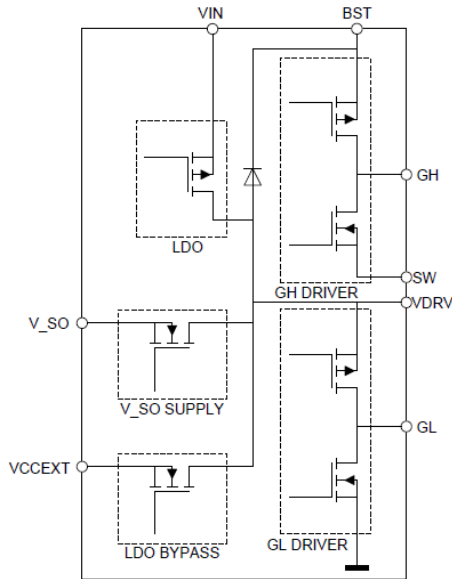 VIN
BST
GH
LDO
SW
GH DRIVER
VDRV
V_SO
V_SO SUPPLY
GL
VCCEXT
LDO BYPASS
GL DRIVER